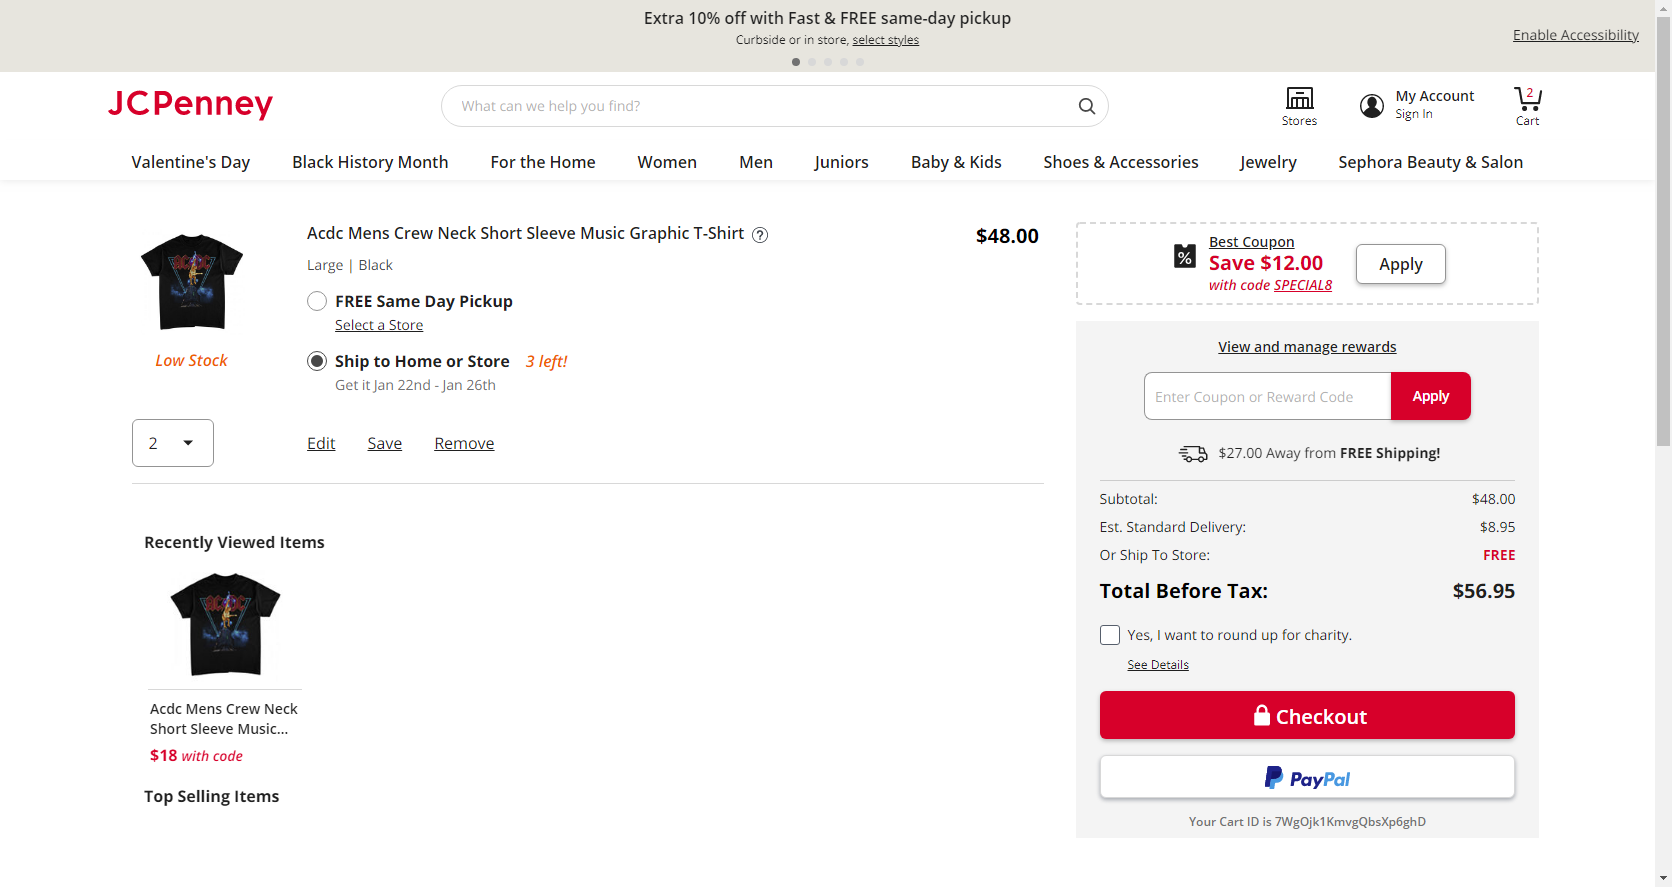 Extra 10% off with Fast & FREE same-day pickup
Curbside or in store, select styles
Enable Accessibility
JCPenney
What can we help you find?
Stores
My Account
Sign In
2
Cart
Valentine's Day
Black History Month
For the Home
Women
Men
Juniors
Baby & Kids
Shoes & Accessories
Jewelry
Sephora Beauty & Salon
Acdc Mens Crew Neck Short Sleeve Music Graphic T-Shirt ?
$48.00
Large | Black
FREE Same Day Pickup
Select a Store
Low Stock
Ship to Home or Store 3 left!
Get it Jan 22nd - Jan 26th
2
Edit
Save
Remove
Recently Viewed Items
Acdc Mens Crew Neck
Short Sleeve Music...
$18 with code
Top Selling Items
%
Best Coupon
Save $12.00
with code SPECIAL8
Apply
View and manage rewards
Enter Coupon or Reward Code
Apply
$27.00 Away from FREE Shipping!
Subtotal: $48.00
Est. Standard Delivery: $8.95
Or Ship To Store: FREE
Total Before Tax: $56.95
Yes, I want to round up for charity.
See Details
Checkout
PayPal
Your Cart ID is 7WgOjk1KmvgQbsXp6ghD